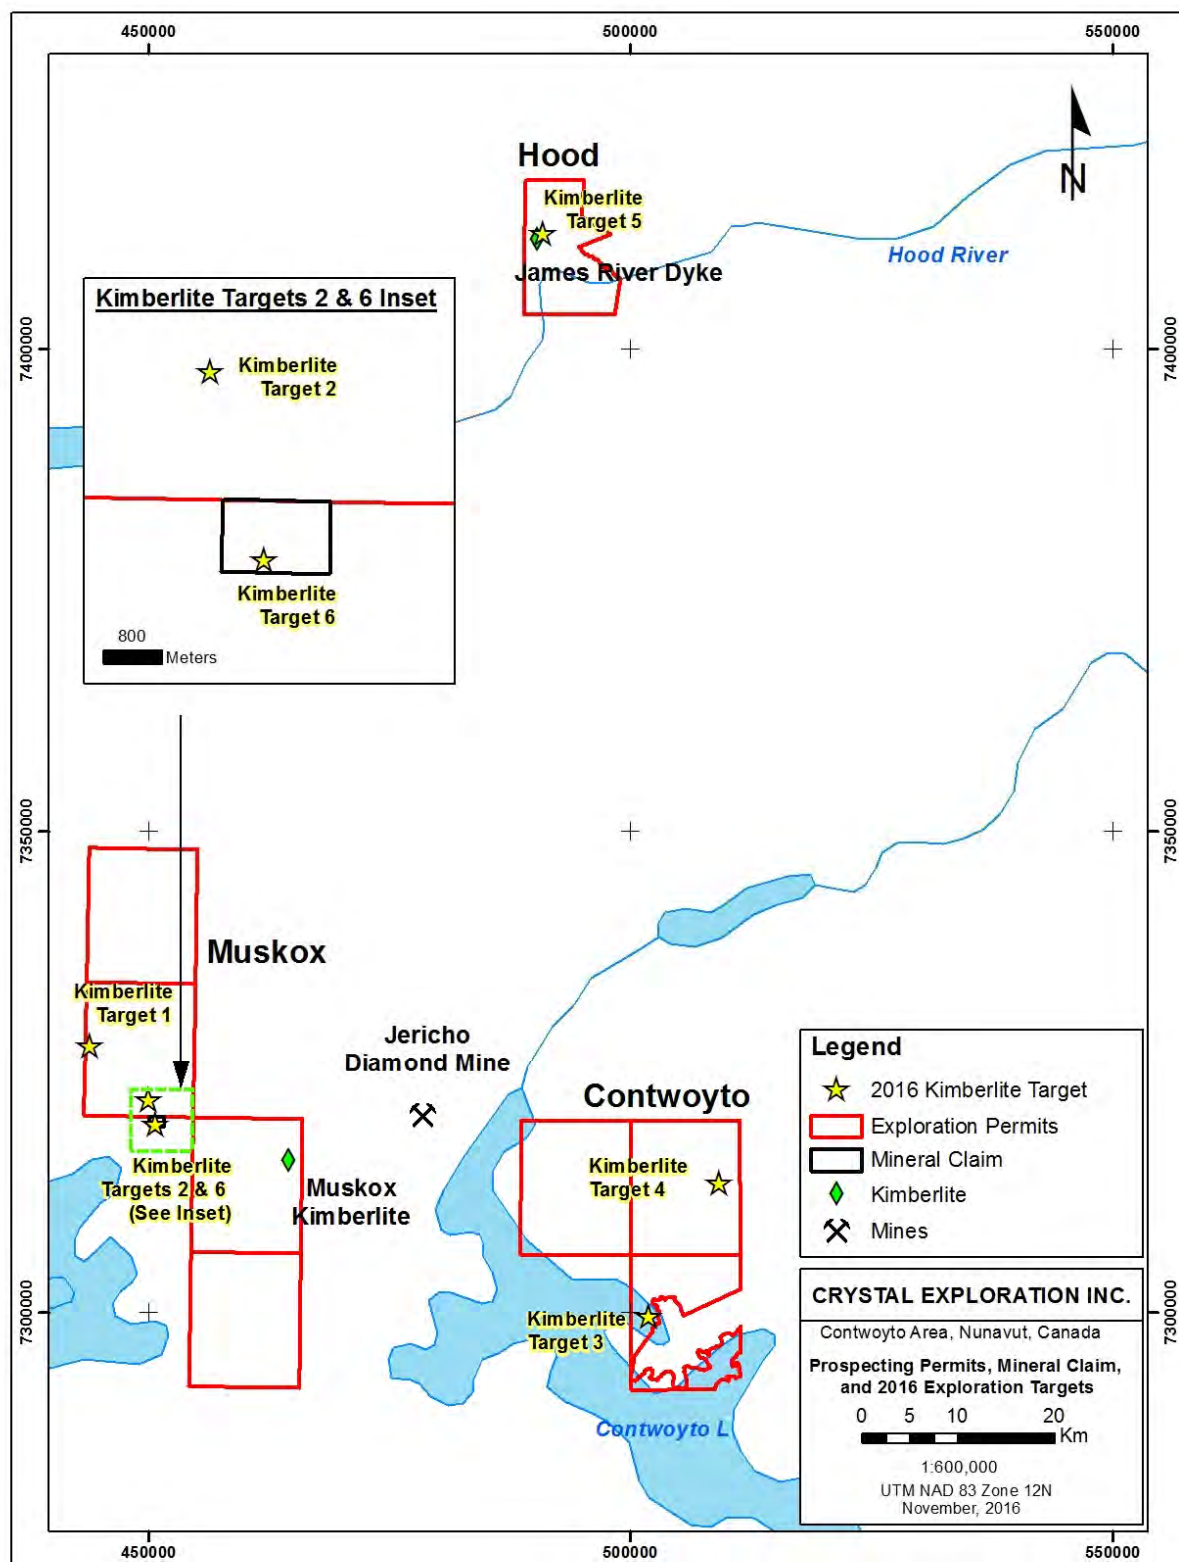 450000
500000
550000
Hood
Kimberlite
Target 5
N
James River Dyke
Hood River
Kimberlite Targets 2 & 6 Inset
Kimberlite
Target 2
Kimberlite
Target 6
800
Meters
7400000
7400000
7350000
7350000
Muskox
Kimberlite
Target 1
Jericho
Diamond Mine
Contwoyto
Kimberlite
Targets 2 & 6
(See Inset)
Muskox
Kimberlite
Kimberlite
Target 4
Kimberlite
Target 3
Contwoyto L
7300000
7300000
Legend
2016 Kimberlite Target
Exploration Permits
Mineral Claim
Kimberlite
Mines
CRYSTAL EXPLORATION INC.
Contwoyto Area, Nunavut, Canada
Prospecting Permits, Mineral Claim,
and 2016 Exploration Targets
0 5 10 20
Km
1:600,000
UTM NAD 83 Zone 12N
November, 2016
450000
500000
550000